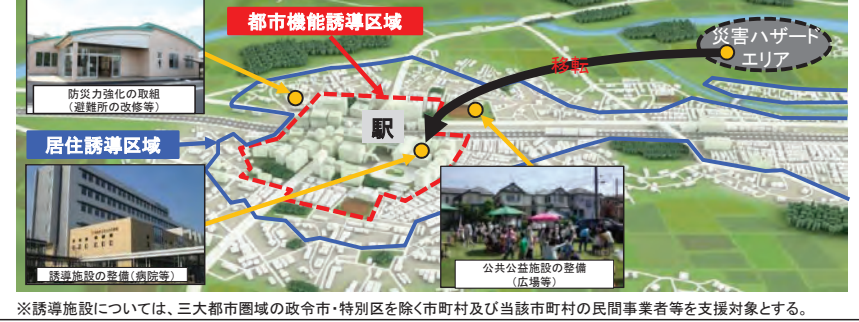 都市機能誘導区域
災害ハザード
エリア
移転
防災力強化の取組
(避難所の改修等)
駅
居住誘導区域
誘導施設の整備(病院等)
公共公益施設の整備
(広場等)
※誘導施設については、三大都市圏域の政令市・特別区を除く市町村及び当該市町村の民間事業者等を支援対象とする。